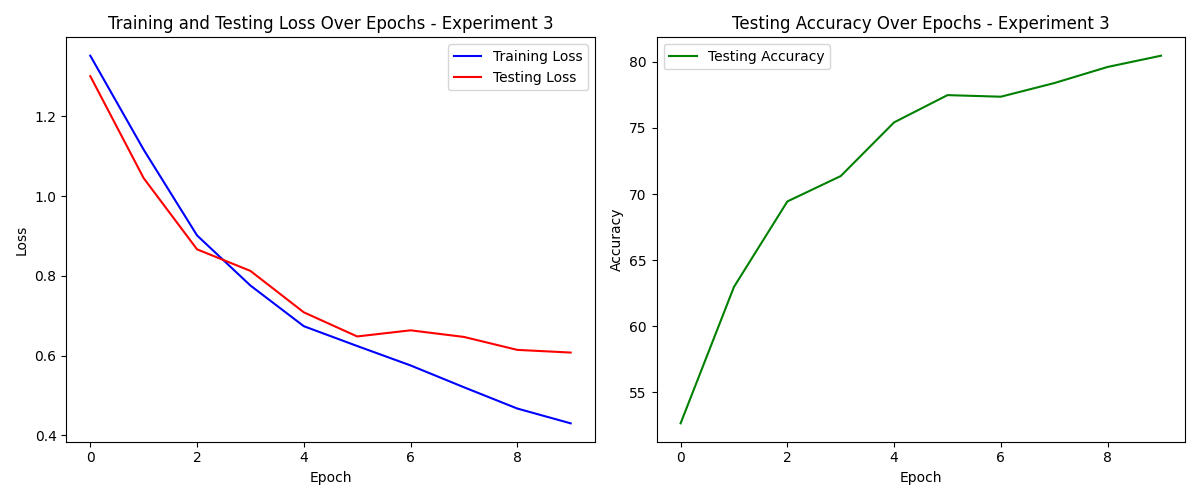 Training and Testing Loss Over Epochs - Experiment 3
Training Loss
Testing Loss
1.2
1.0
0.8
0.6
0.4
Loss
0
2
4
6
8
Epoch
Testing Accuracy Over Epochs - Experiment 3
Testing Accuracy
80
75
70
65
60
55
Accuracy
0
2
4
6
8
Epoch